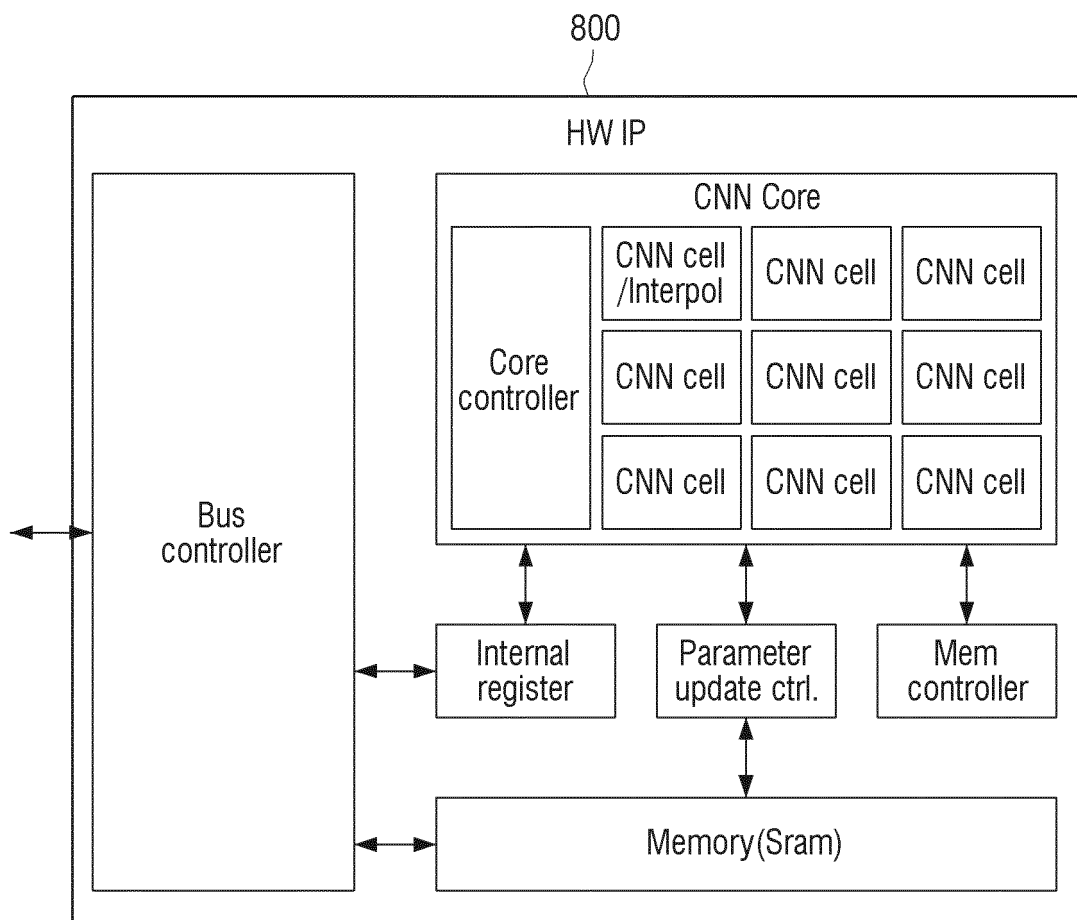 800
HW IP
CNN Core
Core
controller
CNN cell
/Interpol
CNN cell
CNN cell
CNN cell
CNN cell
CNN cell
CNN cell
CNN cell
CNN cell
Bus
controller
Internal
register
Parameter
update ctrl.
Mem
controller
Memory(Sram)